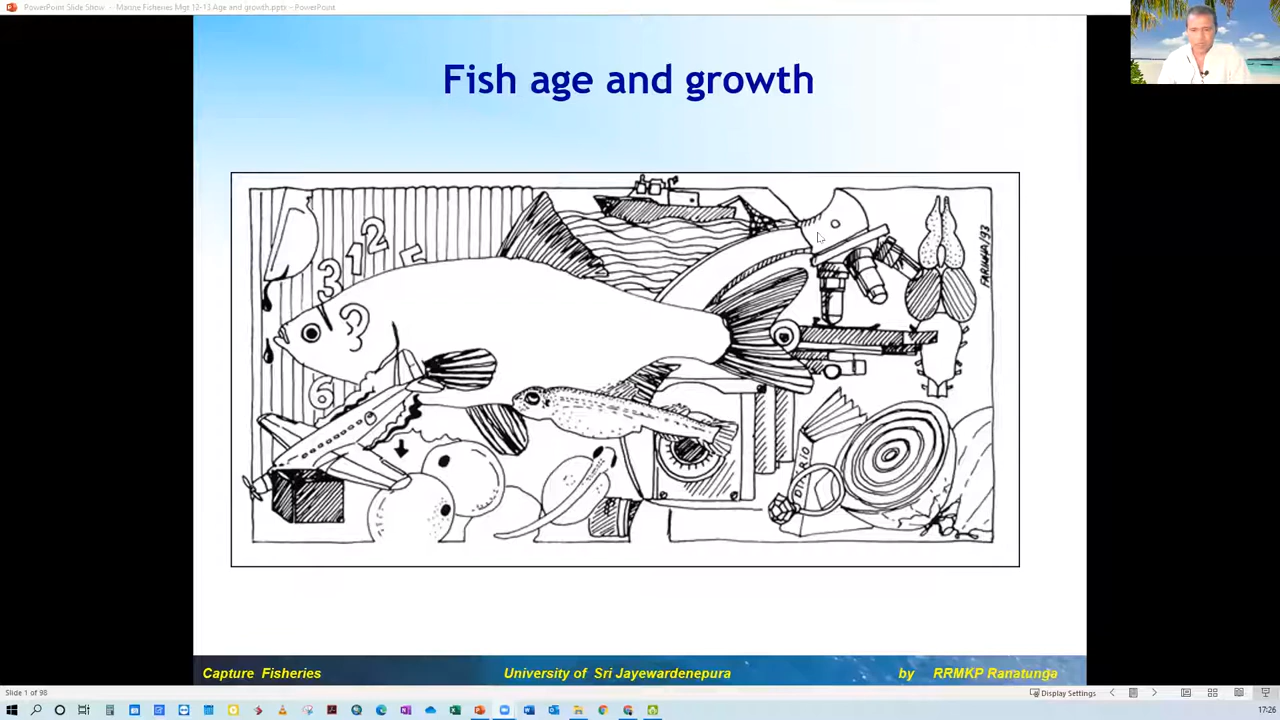 PowerPoint Slide Show - Marine Fisheries Mgt 12-13.Age and growth.pptx - PowerPoint
Fish age and growth
3
1
2
5
6
FARINHA/93
Capture Fisheries
University of Sri Jayewardenepura
by RRMKP Ranatunga
Slide 1 of 98
Display Settings
17:26